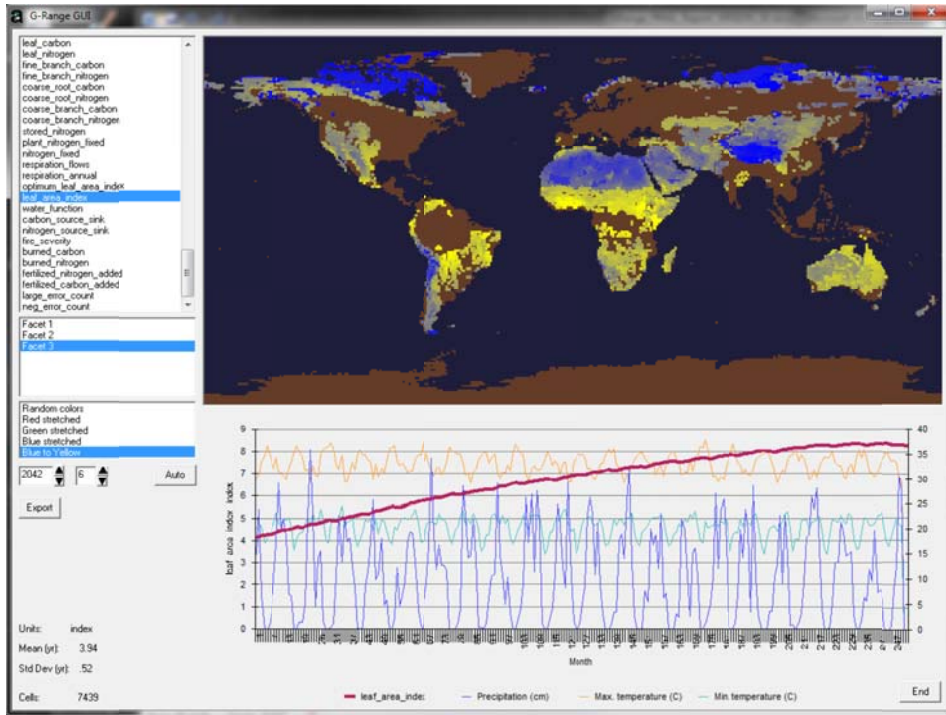 G-Range GUI
leaf_carbon
leaf_nitrogen
fine_branch_carbon
fine_branch_nitrogen
coarse_root_carbon
coarse_root_nitrogen
coarse_branch_carbon
coarse_branch_nitroger
stored_nitrogen
plant_nitrogen_fixed
nitrogen_fixed
respiration_flows
respiration_annual
optimum_leaf_area_index
leaf_area_index
water_function
carbon_source_sink
nitrogen_source_sink
fire_severity
burned_carbon
burned_nitrogen
fertilized_nitrogen_added
fertilized_carbon_added
large_error_count
neg_error_count
Facet 1
Facet 2
Facet 3
Random colors
Red stretched
Green stretched
Blue stretched
Blue to Yellow
2042 6 Auto
Export
Units: index
Mean (yr): 3.94
Std Dev (yr): .52
Cells: 7439
leaf_area_index index
9
8
7
6
5
4
3
2
1
0
40
35
30
25
20
15
10
5
0
Month
leaf_area_inde: Precipitation (cm) Max. temperature (C) Min temperature (C)
End